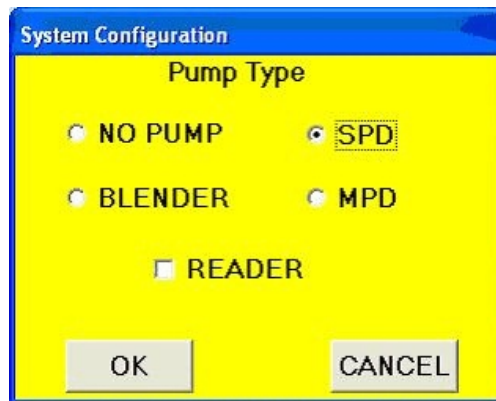 System Configuration
Pump Type
NO PUMP SPD
BLENDER MPD
READER
OK CANCEL